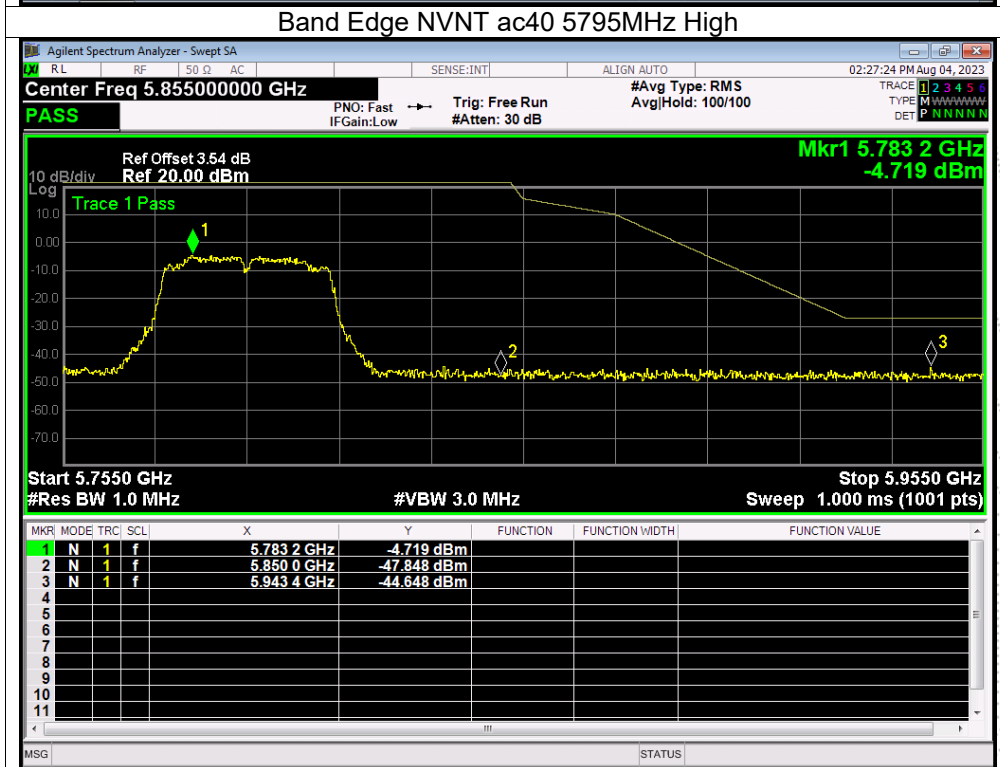 Band Edge NVNT ac40 5795MHz High
Agilent Spectrum Analyzer - Swept SA
LXI RL RF 50 Ω AC SENSE:INT ALIGN AUTO 02:27:24 PM Aug 04, 2023
Center Freq 5.855000000 GHz #Avg Type: RMS TRACE 1 2 3 4 5 6
PNO: Fast Trig: Free Run Avg|Hold: 100/100 TYPE M WWWWW
PASS IFGain:Low #Atten: 30 dB DET P NNNNN
Mkr1 5.783 2 GHz
Ref Offset 3.54 dB
10 dB/div Ref 20.00 dBm -4.719 dBm
Log
Trace 1 Pass
10.0
1
0.00
-10.0
-20.0
-30.0
3
-40.0
2
-50.0
-60.0
-70.0
Start 5.7550 GHz Stop 5.9550 GHz
#Res BW 1.0 MHz #VBW 3.0 MHz Sweep 1.000 ms (1001 pts)
MKR MODE TRC SCL X Y FUNCTION FUNCTION WIDTH FUNCTION VALUE
1 N 1 f 5.783 2 GHz -4.719 dBm
2 N 1 f 5.850 0 GHz -47.848 dBm
3 N 1 f 5.943 4 GHz -44.648 dBm
4
5
6
7
8
9
10
11
MSG STATUS